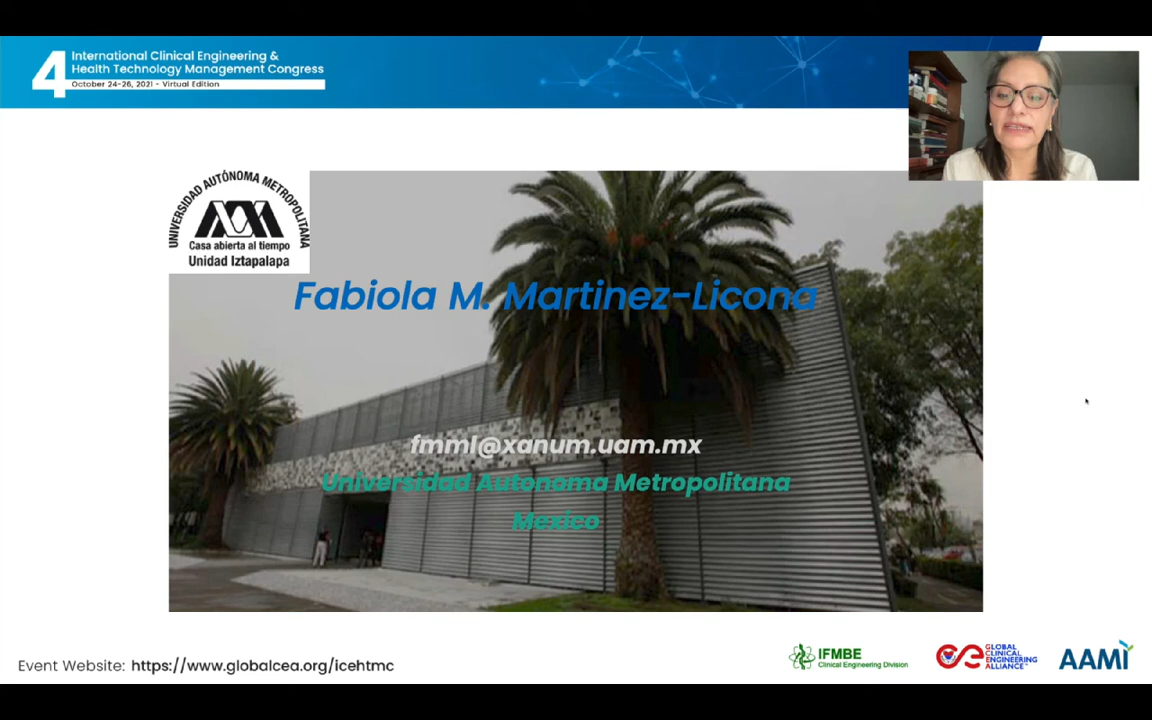 4
International Clinical Engineering &
Health Technology Management Congress
October 24-26, 2021 - Virtual Edition
UNIVERSIDAD AUTÓNOMA METROPOLITANA
Casa abierta al tiempo
Unidad Iztapalapa
Fabiola M. Martinez-Licona
fmml@xanum.uam.mx
Universidad Autonoma Metropolitana
Mexico
Event Website: https://www.globalcea.org/icehtmc
IFMBE
Clinical Engineering Division
GLOBAL
CLINICAL
ENGINEERING
ALLIANCE™
AAMI